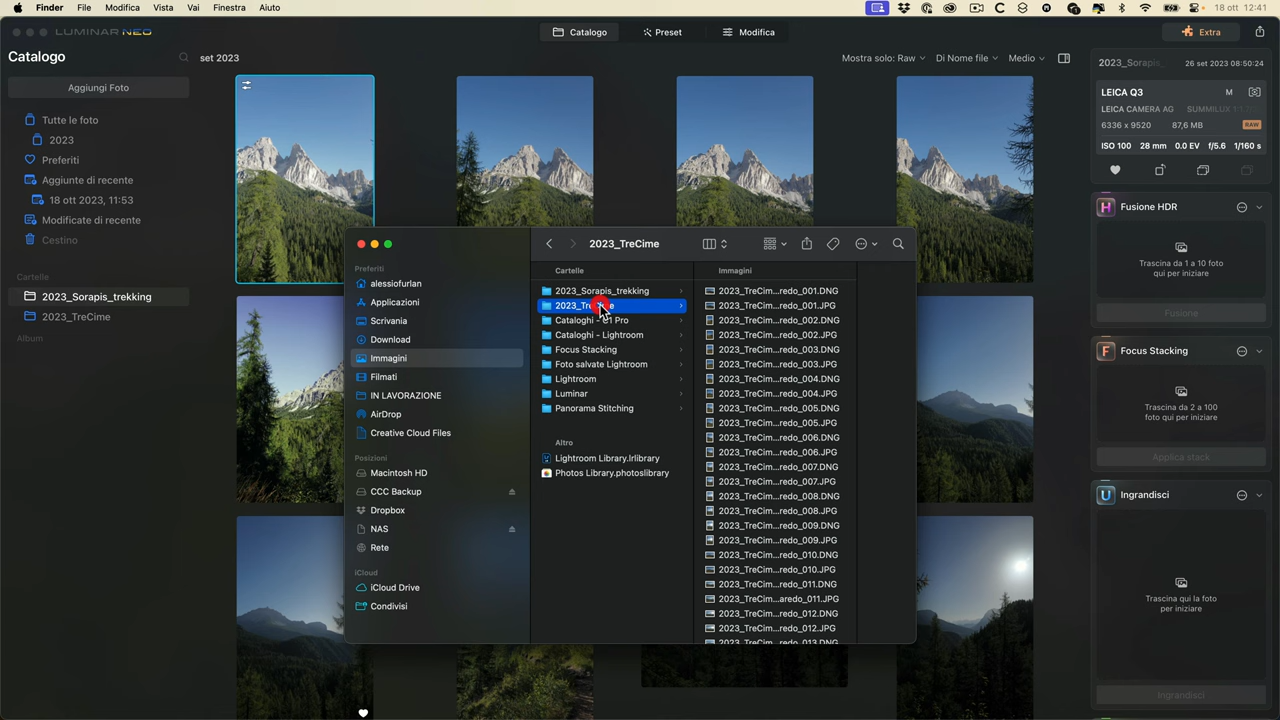 Finder File Modifica Vista Vai Finestra Aiuto 18 ott 12:41
LUMINAR NEO
Catalogo Preset Modifica
Extra
Catalogo
set 2023
Mostra solo: Raw Di Nome file Medio
Aggiungi Foto
Tutte le foto
2023
Preferiti
Aggiunte di recente
18 ott 2023, 11:53
Modificate di recente
Cestino
Cartelle
2023_Sorapis_trekking
2023_TreCime
Album
2023_TreCime
Preferiti
alessiofurlan
Applicazioni
Scrivania
Download
Immagini
Filmati
IN LAVORAZIONE
AirDrop
Creative Cloud Files
Posizioni
Macintosh HD
CCC Backup
Dropbox
NAS
Rete
iCloud
iCloud Drive
Condivisi
Cartelle
2023_Sorapis_trekking
Cataloghi - C1 Pro
Cataloghi - Lightroom
Focus Stacking
Foto salvate Lightroom
Lightroom
Luminar
Panorama Stitching
Altro
Lightroom Library.lrlibrary
Photos Library.photoslibrary
Immagini
2023_TreCim...redo_001.DNG
2023_TreCim...redo_001.JPG
2023_TreCim...redo_002.DNG
2023_TreCim...redo_002.JPG
2023_TreCim...redo_003.DNG
2023_TreCim...redo_003.JPG
2023_TreCim...redo_004.DNG
2023_TreCim...redo_004.JPG
2023_TreCim...redo_005.DNG
2023_TreCim...redo_005.JPG
2023_TreCim...redo_006.DNG
2023_TreCim...redo_006.JPG
2023_TreCim...redo_007.DNG
2023_TreCim...redo_007.JPG
2023_TreCim...redo_008.DNG
2023_TreCim...redo_008.JPG
2023_TreCim...redo_009.DNG
2023_TreCim...redo_009.JPG
2023_TreCim...redo_010.DNG
2023_TreCim...redo_010.JPG
2023_TreCim...redo_011.DNG
2023_TreCim...aredo_011.JPG
2023_TreCim...redo_012.DNG
2023_TreCim...redo_012.JPG
2023_TreCim...redo_013.DNG
2023_Sorapis 26 set 2023 08:50:24
LEICA Q3 M
LEICA CAMERA AG SUMMILUX
6336 x 9520 87,6 MB RAW
ISO 100 28 mm 0.0 EV f/5.6 1/160 s
Fusione HDR
Trascina da 1 a 10 foto
qui per iniziare
Fusione
Focus Stacking
Trascina da 2 a 100
foto qui per iniziare
Applica stack
Ingrandisci
Trascina qui la foto
per iniziare
Ingrandisci